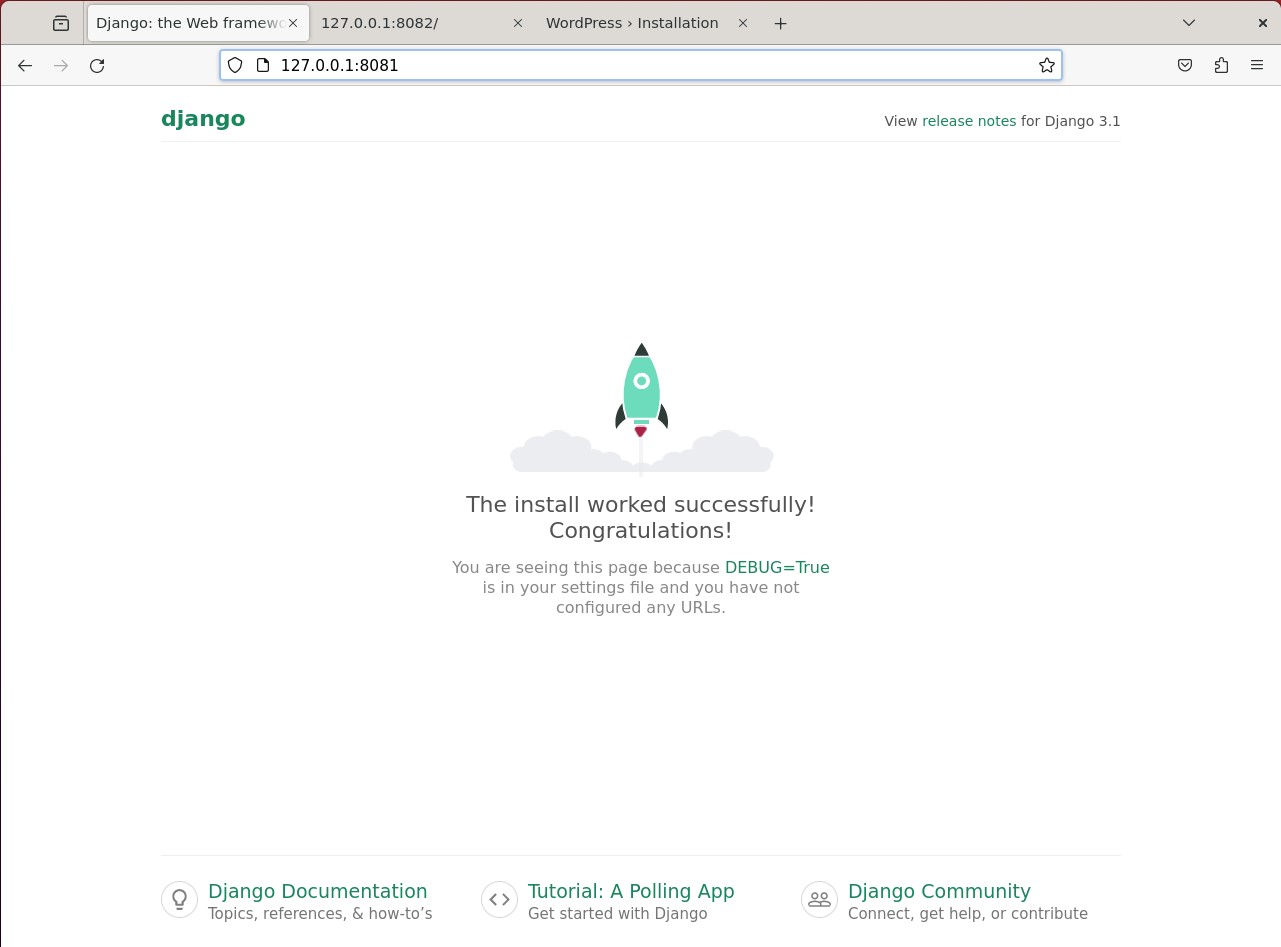 Django: the Web framewo
127.0.0.1:8082/
WordPress › Installation
127.0.0.1:8081
django
View release notes for Django 3.1
The install worked successfully!
Congratulations!
You are seeing this page because DEBUG=True
is in your settings file and you have not
configured any URLs.
Django Documentation
Topics, references, & how-to’s
Tutorial: A Polling App
Get started with Django
Django Community
Connect, get help, or contribute